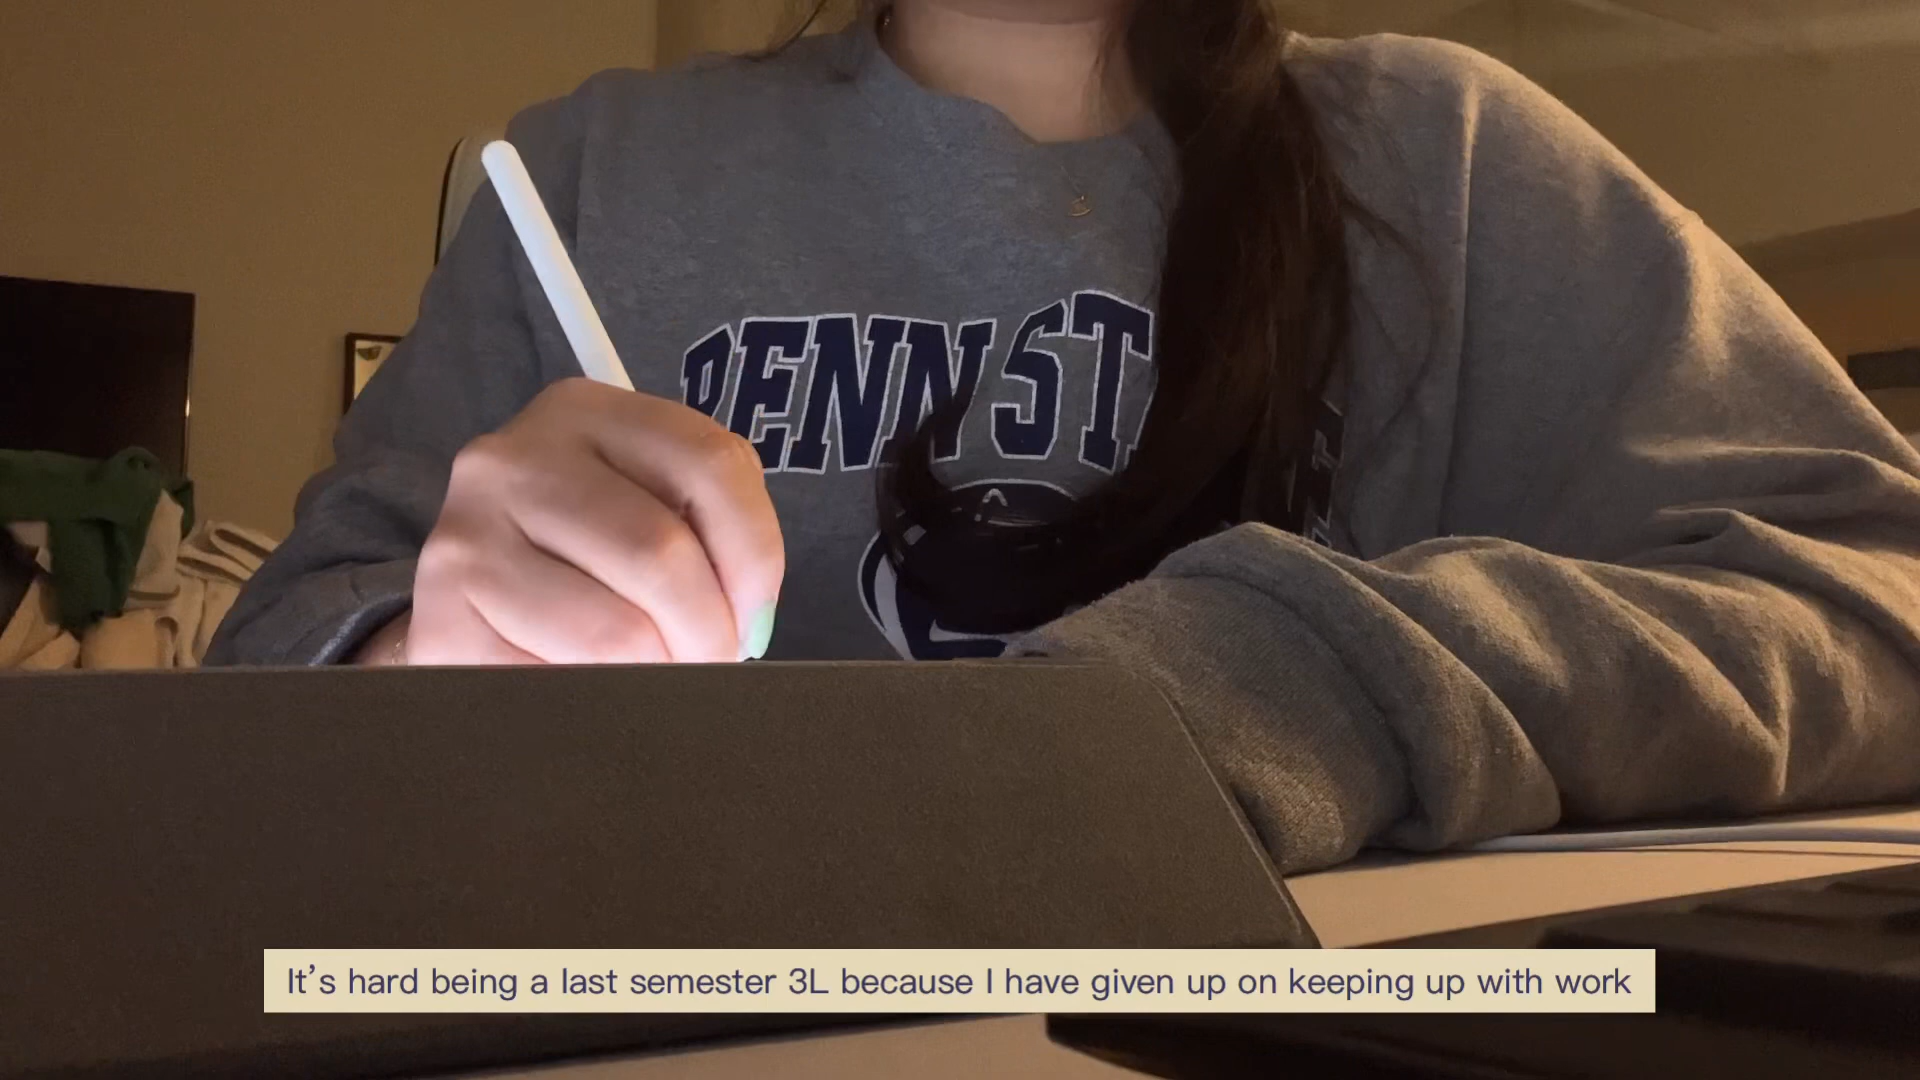 PENN ST
It's hard being a last semester 3L because I have given up on keeping up with work